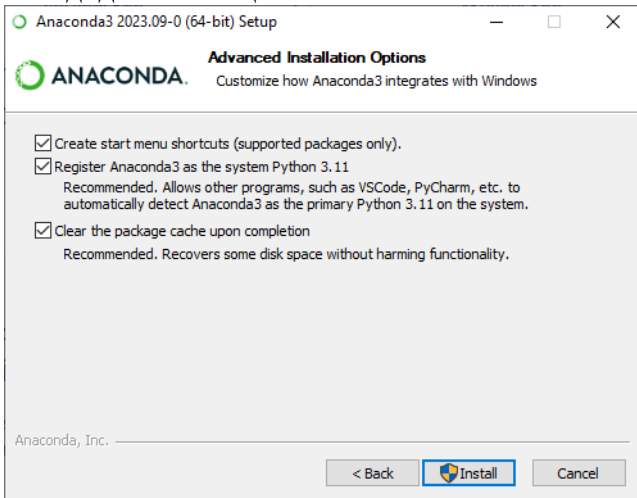 Anaconda3 2023.09-0 (64-bit) Setup
ANACONDA.
Advanced Installation Options
Customize how Anaconda3 integrates with Windows
Create start menu shortcuts (supported packages only).
Register Anaconda3 as the system Python 3.11
Recommended. Allows other programs, such as VSCode, PyCharm, etc. to
automatically detect Anaconda3 as the primary Python 3.11 on the system.
Clear the package cache upon completion
Recommended. Recovers some disk space without harming functionality.
Anaconda, Inc.
< Back Install Cancel